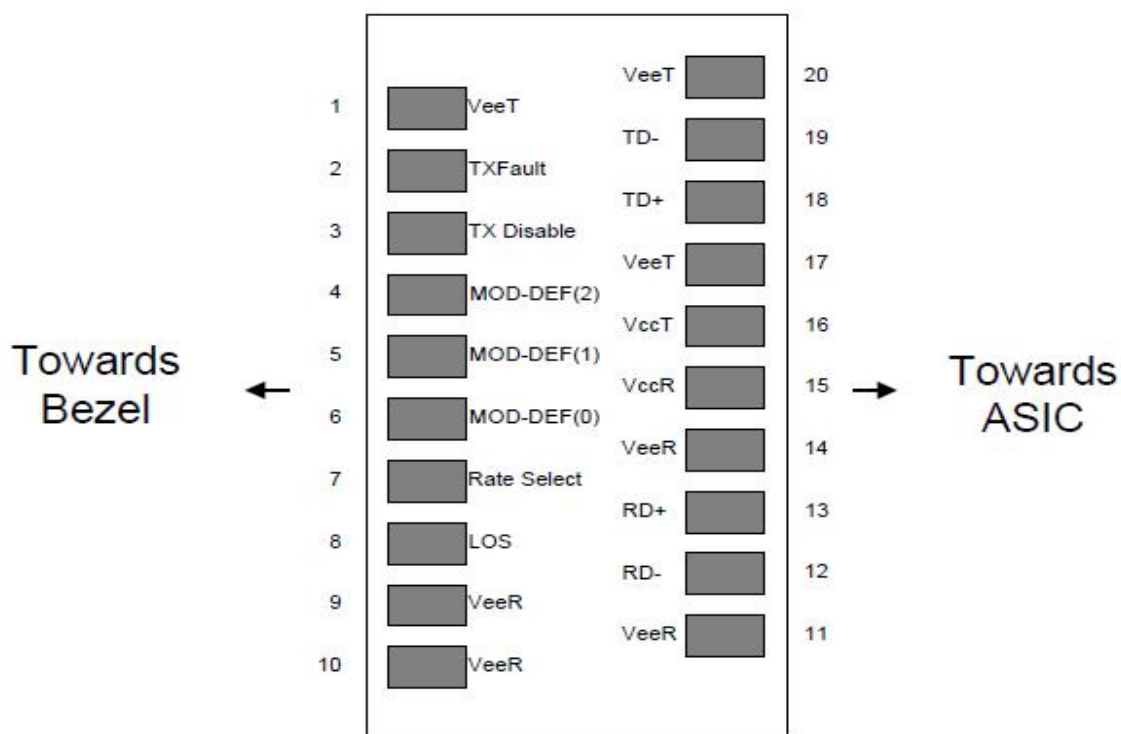 VeeT 20
1 VeeT
TD- 19
2 TXFault
TD+ 18
3 TX Disable
VeeT 17
4 MOD-DEF(2)
VccT 16
5 MOD-DEF(1)
Towards
Bezel
VccR 15
Towards
ASIC
6 MOD-DEF(0)
VeeR 14
7 Rate Select
RD+ 13
8 LOS
RD- 12
9 VeeR
VeeR 11
10 VeeR